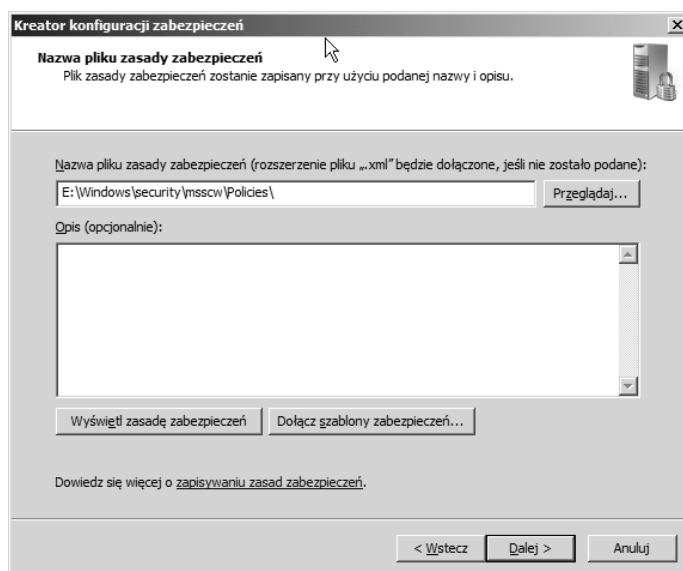 Kreator konfiguracji zabezpieczeń
Nazwa pliku zasady zabezpieczeń
Plik zasady zabezpieczeń zostanie zapisany przy użyciu podanej nazwy i opisu.
Nazwa pliku zasady zabezpieczeń (rozszerzenie pliku „.xml” będzie dołączone, jeśli nie zostało podane):
E:\Windows\security\msscw\Policies\
Przeglądaj...
Opis (opcjonalnie):
Wyświetl zasadę zabezpieczeń
Dołącz szablony zabezpieczeń...
Dowiedz się więcej o zapisywaniu zasad zabezpieczeń.
< Wstecz
Dalej >
Anuluj